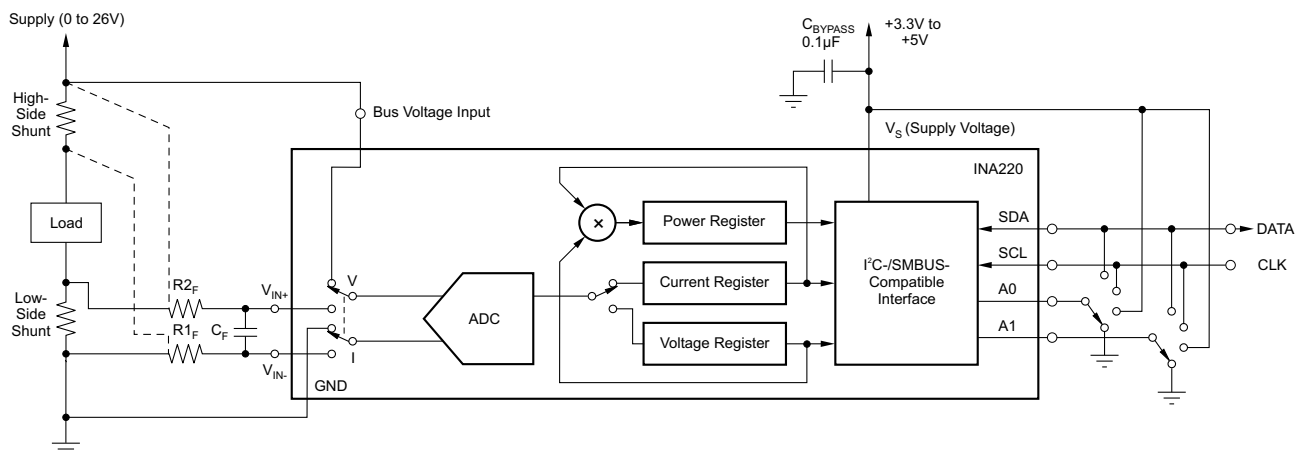 Supply (0 to 26V)
C_BYPASS
0.1µF
+3.3V to
+5V
High-
Side
Shunt
Bus Voltage Input
V_S (Supply Voltage)
INA220
Load
Power Register
SDA
DATA
SCL
CLK
I²C-/SMBUS-
Compatible
Interface
Current Register
A0
R2_F
V_IN+
V
ADC
Low-
Side
Shunt
R1_F
C_F
A1
Voltage Register
V_IN-
I
GND
×